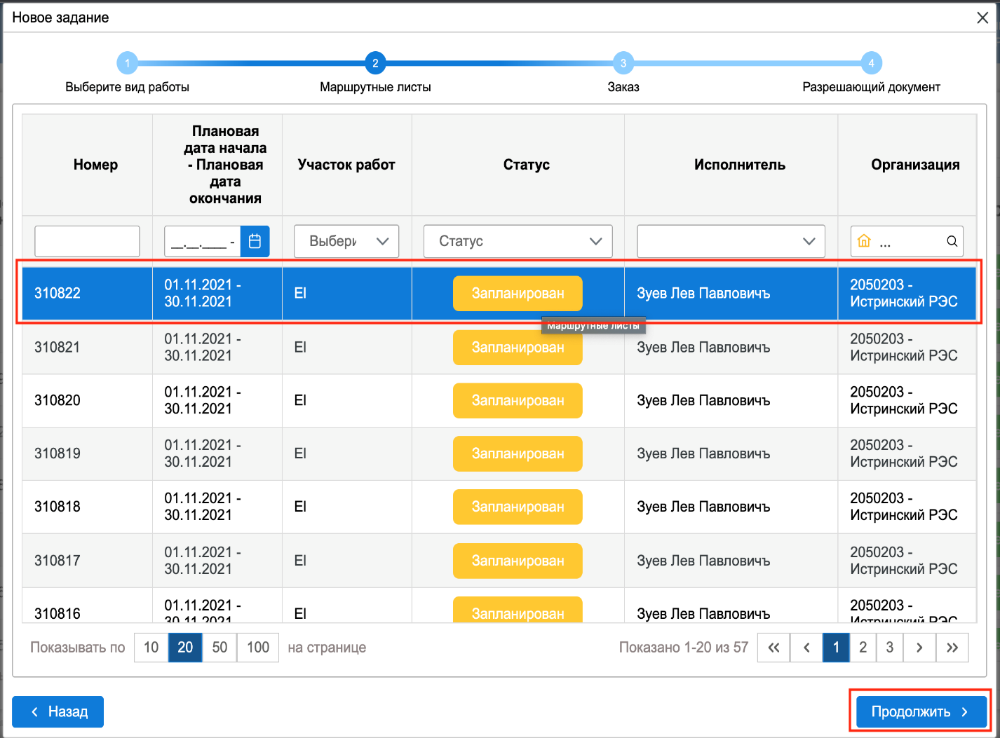 Новое задание
1
2
3
4
Выберите вид работы
Маршрутные листы
Заказ
Разрешающий документ
Номер
Плановая
дата начала
- Плановая
дата
окончания
Участок работ
Статус
Исполнитель
Организация
__.__.____ -
Выбери
Статус
...
310822
01.11.2021 -
30.11.2021
El
Запланирован
Зуев Лев Павловичъ
2050203 -
Истринский РЭС
Маршрутные листы
310821
01.11.2021 -
30.11.2021
El
Запланирован
Зуев Лев Павловичъ
2050203 -
Истринский РЭС
310820
01.11.2021 -
30.11.2021
El
Запланирован
Зуев Лев Павловичъ
2050203 -
Истринский РЭС
310819
01.11.2021 -
30.11.2021
El
Запланирован
Зуев Лев Павловичъ
2050203 -
Истринский РЭС
310818
01.11.2021 -
30.11.2021
El
Запланирован
Зуев Лев Павловичъ
2050203 -
Истринский РЭС
310817
01.11.2021 -
30.11.2021
El
Запланирован
Зуев Лев Павловичъ
2050203 -
Истринский РЭС
310816
01.11.2021 -
30.11.2021
El
Запланирован
Зуев Лев Павловичъ
2050203 -
Истринский РЭС
Показывать по 10 20 50 100 на странице
Показано 1-20 из 57 « ‹ 1 2 3 › »
‹ Назад
Продолжить ›